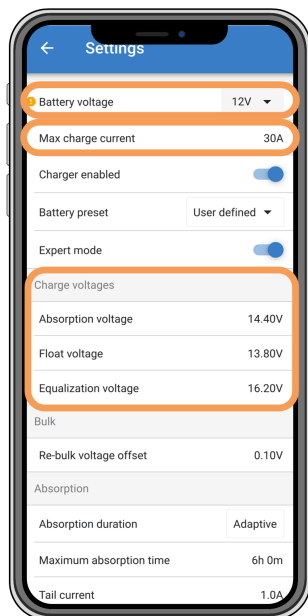 Settings
Battery voltage 12V
Max charge current 30A
Charger enabled
Battery preset User defined
Expert mode
Charge voltages
Absorption voltage 14.40V
Float voltage 13.80V
Equalization voltage 16.20V
Bulk
Re-bulk voltage offset 0.10V
Absorption
Absorption duration Adaptive
Maximum absorption time 6h 0m
Tail current 1.0A